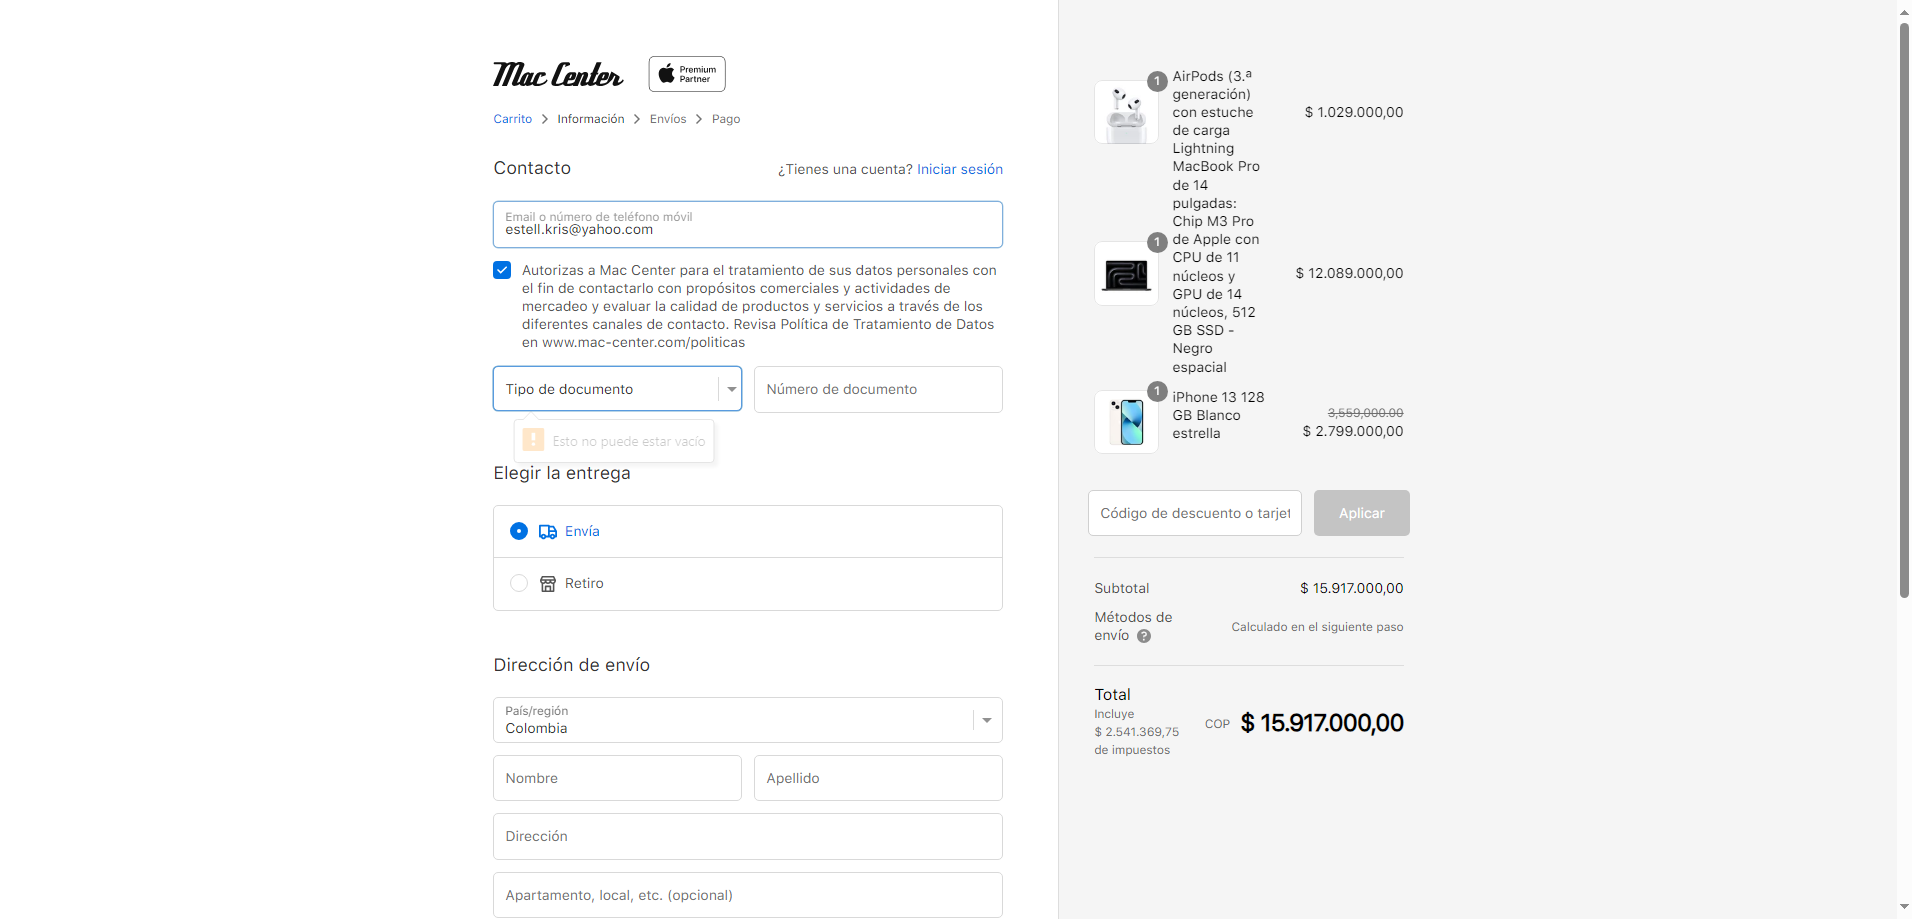 Mac Center
Premium
Partner
Carrito
Información
Envíos
Pago
Contacto
¿Tienes una cuenta? Iniciar sesión
Email o número de teléfono móvil
estell.kris@yahoo.com
Autorizas a Mac Center para el tratamiento de sus datos personales con
el fin de contactarlo con propósitos comerciales y actividades de
mercadeo y evaluar la calidad de productos y servicios a través de los
diferentes canales de contacto. Revisa Política de Tratamiento de Datos
en www.mac-center.com/politicas
Tipo de documento
Número de documento
Esto no puede estar vacío
Elegir la entrega
Envía
Retiro
Dirección de envío
País/región
Colombia
Nombre
Apellido
Dirección
Apartamento, local, etc. (opcional)
1
AirPods (3.ª
generación)
con estuche
de carga
Lightning
$ 1.029.000,00
1
MacBook Pro
de 14
pulgadas:
Chip M3 Pro
de Apple con
CPU de 11
núcleos y
GPU de 14
núcleos, 512
GB SSD -
Negro
espacial
$ 12.089.000,00
1
iPhone 13 128
GB Blanco
estrella
3,559,000.00
$ 2.799.000,00
Código de descuento o tarjet
Aplicar
Subtotal
$ 15.917.000,00
Métodos de
envío ?
Calculado en el siguiente paso
Total
Incluye
$ 2.541.369,75
de impuestos
COP $ 15.917.000,00